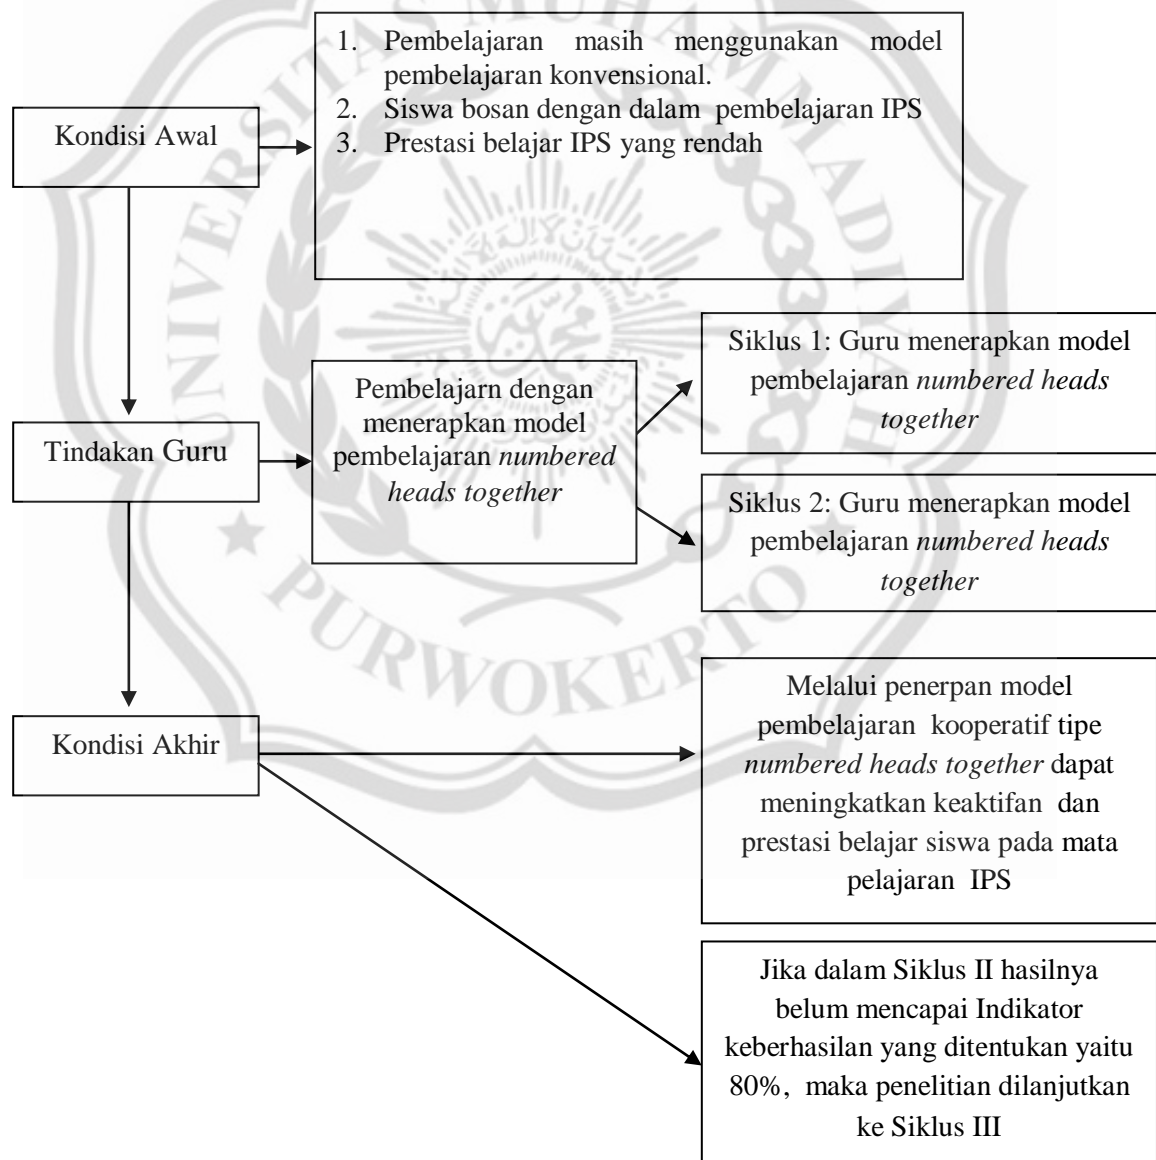 UNIVERSITAS MUHAMMADIYAH
PURWOKERTO
1. Pembelajaran masih menggunakan model
pembelajaran konvensional.
2. Siswa bosan dengan dalam pembelajaran IPS
3. Prestasi belajar IPS yang rendah
Kondisi Awal
Siklus 1: Guru menerapkan model
pembelajaran numbered heads
together
Pembelajarn dengan
menerapkan model
pembelajaran numbered
heads together
Tindakan Guru
Siklus 2: Guru menerapkan model
pembelajaran numbered heads
together
Kondisi Akhir
Melalui penerpan model
pembelajaran kooperatif tipe
numbered heads together dapat
meningkatkan keaktifan dan
prestasi belajar siswa pada mata
pelajaran IPS
Jika dalam Siklus II hasilnya
belum mencapai Indikator
keberhasilan yang ditentukan yaitu
80%, maka penelitian dilanjutkan
ke Siklus III